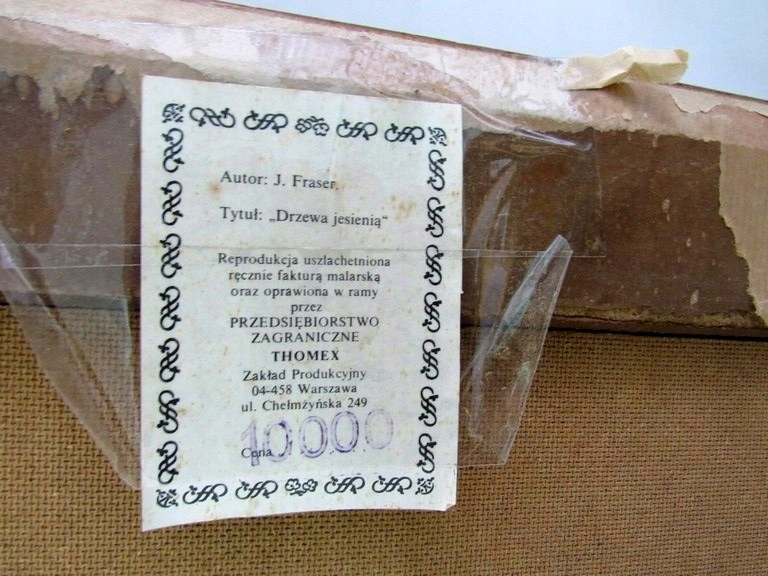 Autor: J. Fraser
Tytuł: „Drzewa jesienią“
Reprodukcja uszlachetniona
ręcznie fakturą malarską
oraz oprawiona w ramy
przez
PRZEDSIĘBIORSTWO
ZAGRANICZNE
THOMEX
Zakład Produkcyjny
04-458 Warszawa
ul. Chełmżyńska 249
Cena 10000